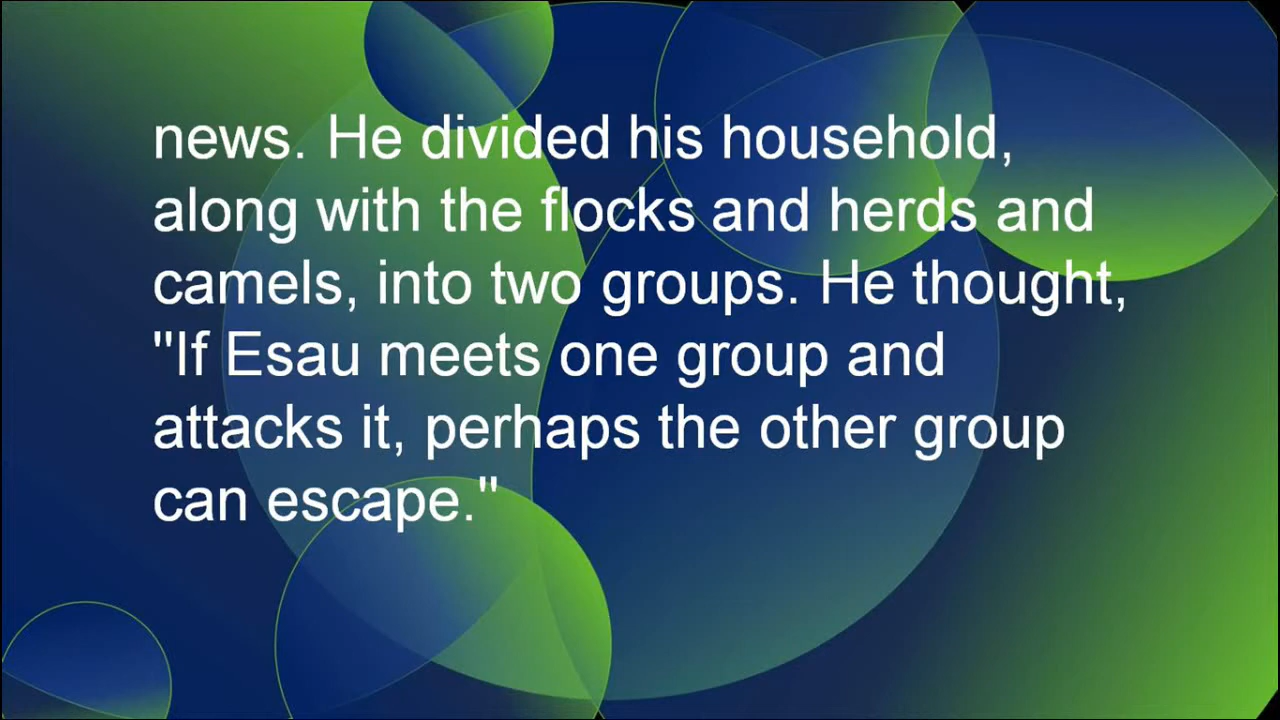 news. He divided his household,
along with the flocks and herds and
camels, into two groups. He thought,
"If Esau meets one group and
attacks it, perhaps the other group
can escape."